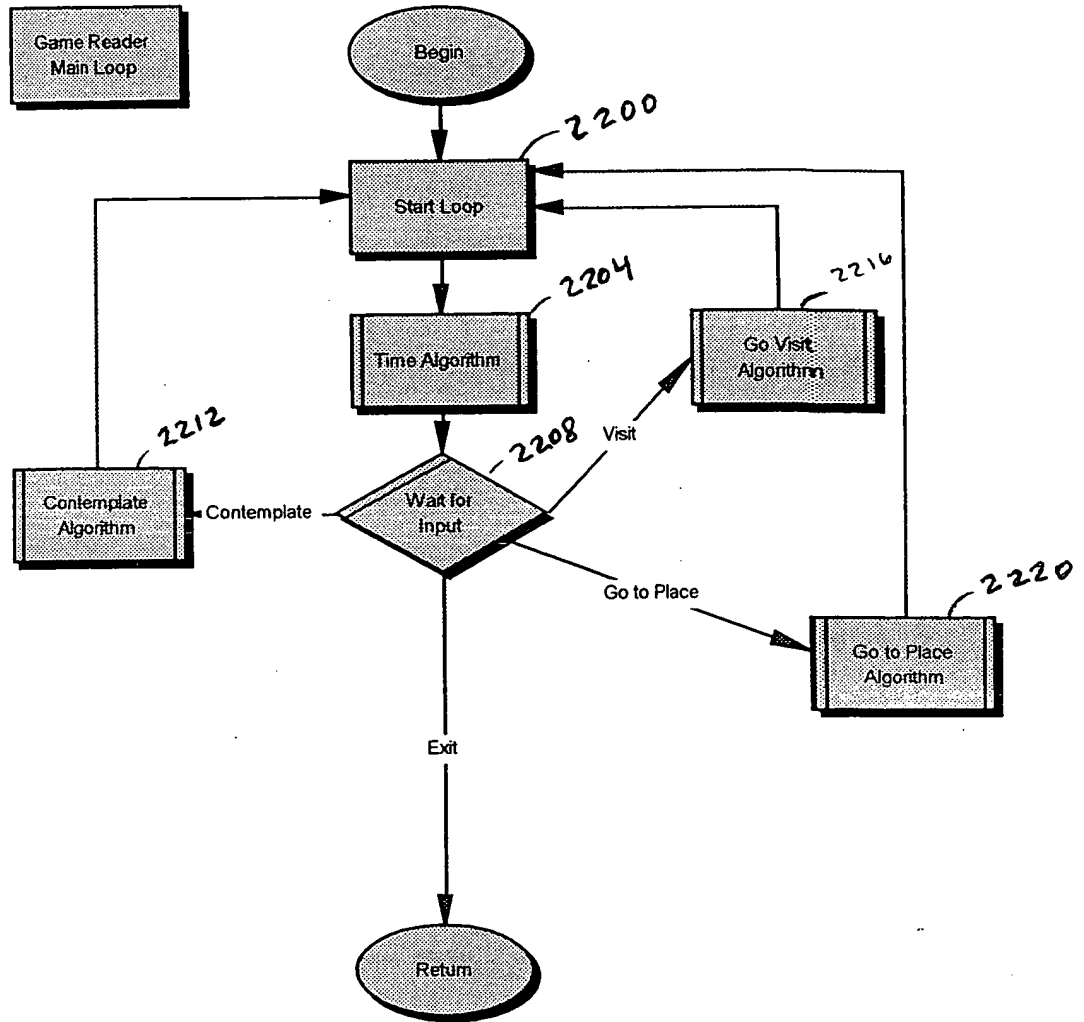 Game Reader
Main Loop
Begin
2200
Start Loop
2204
Time Algorithm
2216
Go Visit
Algorithm
2212
Contemplate
Algorithm
Contemplate
2208
Wait for
Input
Visit
Go to Place
2220
Go to Place
Algorithm
Exit
Return